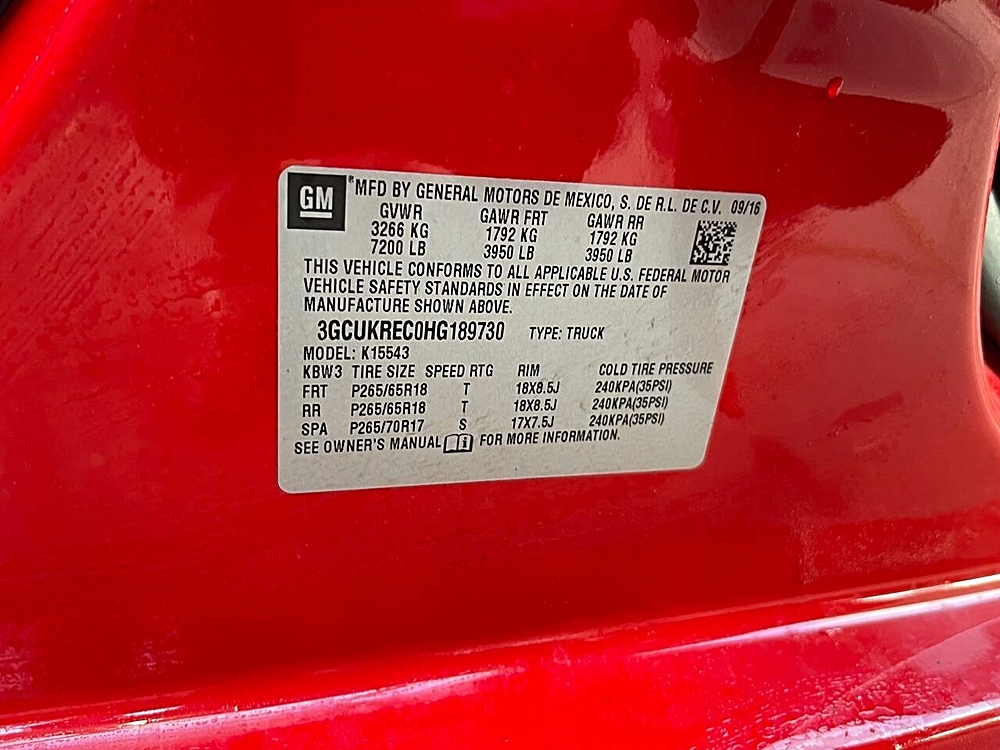 GM
MFD BY GENERAL MOTORS DE MEXICO, S. DE R.L. DE C.V. 09/16
GVWR GAWR FRT GAWR RR
3266 KG 1792 KG 1792 KG
7200 LB 3950 LB 3950 LB
THIS VEHICLE CONFORMS TO ALL APPLICABLE U.S. FEDERAL MOTOR
VEHICLE SAFETY STANDARDS IN EFFECT ON THE DATE OF
MANUFACTURE SHOWN ABOVE.
3GCUKREC0HG189730 TYPE: TRUCK
MODEL: K15543
KBW3 TIRE SIZE SPEED RTG RIM COLD TIRE PRESSURE
FRT P265/65R18 T 18X8.5J 240KPA(35PSI)
RR P265/65R18 T 18X8.5J 240KPA(35PSI)
SPA P265/70R17 S 17X7.5J 240KPA(35PSI)
SEE OWNER'S MANUAL FOR MORE INFORMATION.